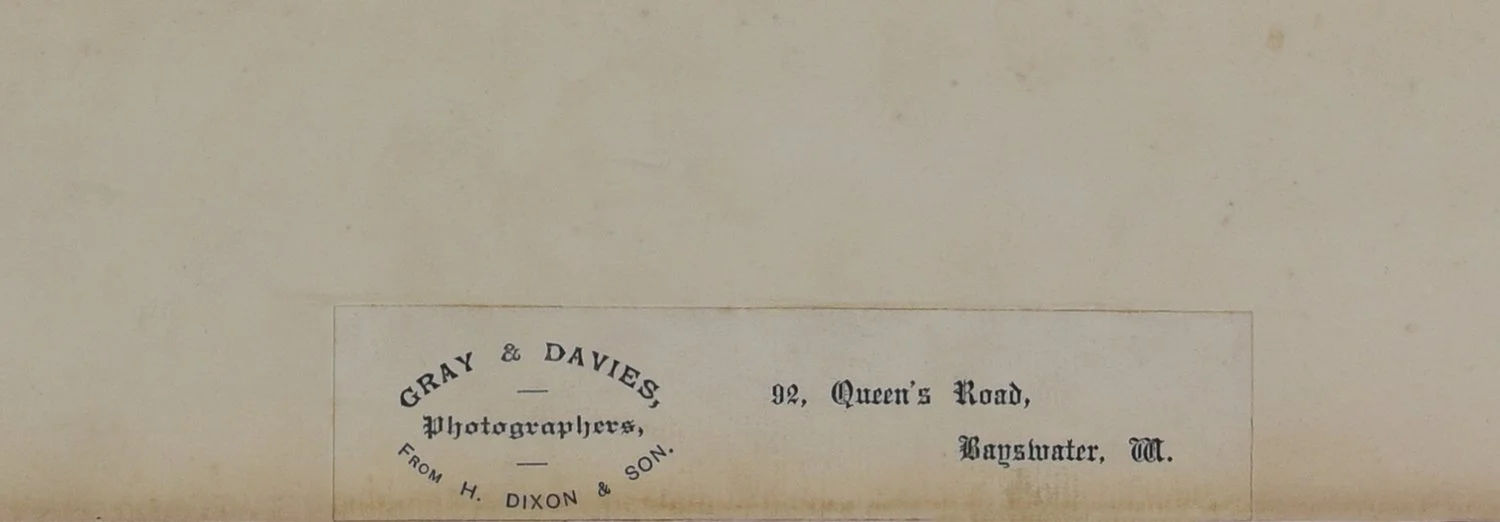 GRAY & DAVIES,
Photographers,
FROM H. DIXON & SON.
92, Queen's Road,
Bayswater, W.